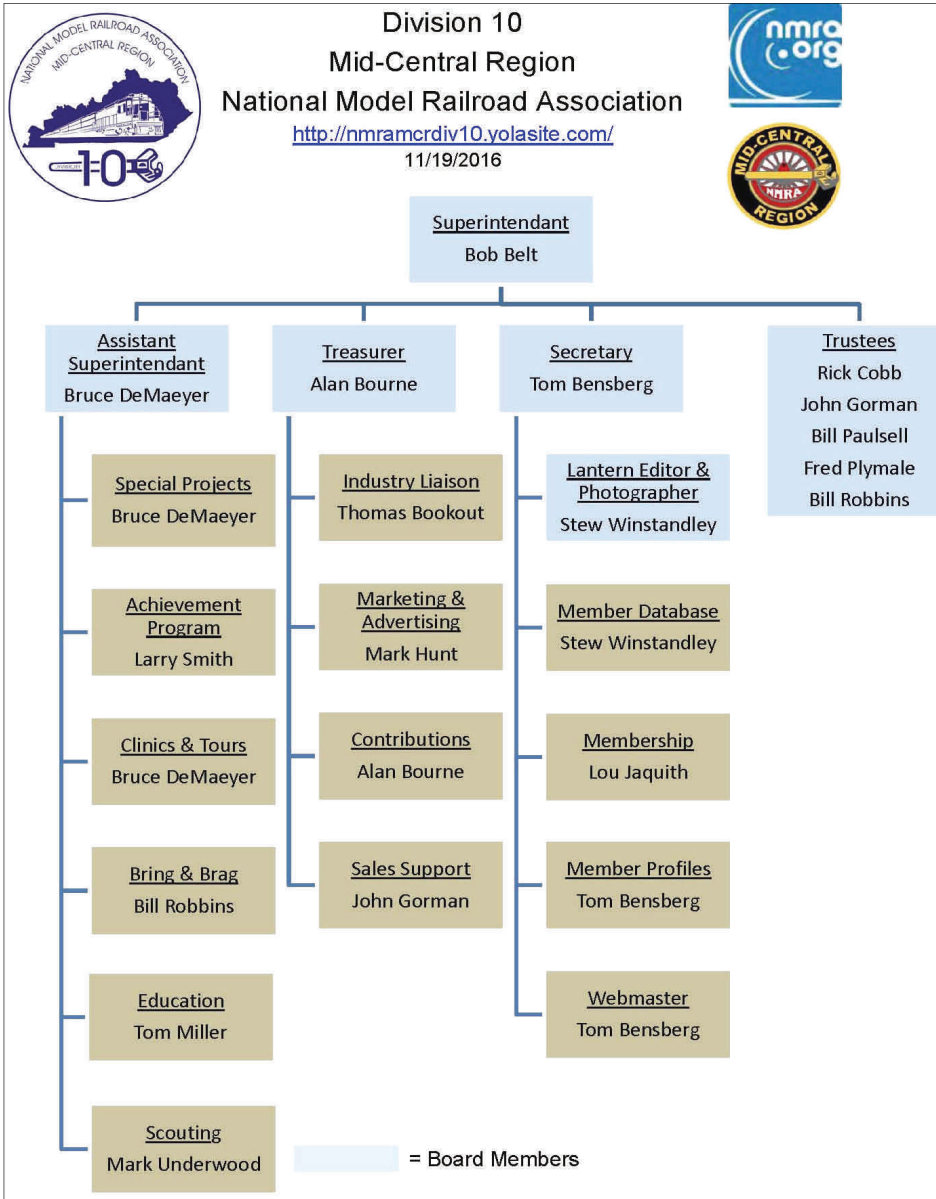 NATIONAL MODEL RAILROAD ASSOCIATION
MID-CENTRAL REGION
10
Division 10
Mid-Central Region
National Model Railroad Association
http://nmramcrdiv10.yolasite.com/
11/19/2016
nmra
.org
MID-CENTRAL
NMRA
REGION
Superintendant
Bob Belt
Assistant
Superintendant
Bruce DeMaeyer
Treasurer
Alan Bourne
Secretary
Tom Bensberg
Trustees
Rick Cobb
John Gorman
Bill Paulsell
Fred Plymale
Bill Robbins
Special Projects
Bruce DeMaeyer
Achievement
Program
Larry Smith
Clinics & Tours
Bruce DeMaeyer
Bring & Brag
Bill Robbins
Education
Tom Miller
Scouting
Mark Underwood
Industry Liaison
Thomas Bookout
Marketing &
Advertising
Mark Hunt
Contributions
Alan Bourne
Sales Support
John Gorman
Lantern Editor &
Photographer
Stew Winstandley
Member Database
Stew Winstandley
Membership
Lou Jaquith
Member Profiles
Tom Bensberg
Webmaster
Tom Bensberg
= Board Members